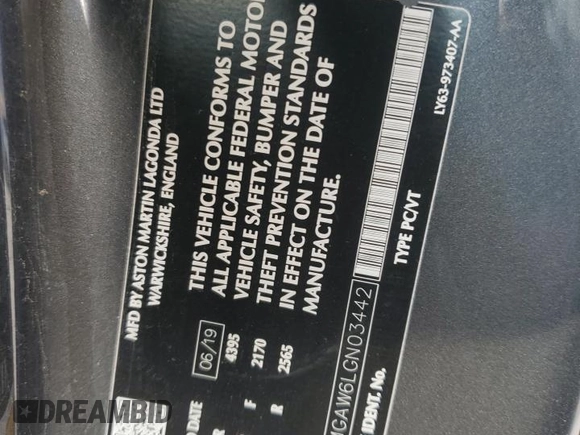 MFD BY ASTON MARTIN LAGONDA LTD
WARWICKSHIRE, ENGLAND
D DATE
06/19
R
4395
F
2170
R
2565
THIS VEHICLE CONFORMS TO
ALL APPLICABLE FEDERAL MOTOR
VEHICLE SAFETY, BUMPER AND
THEFT PREVENTION STANDARDS
IN EFFECT ON THE DATE OF
MANUFACTURE.
GAW6LGN03442
IDENT. No.
TYPE PC/VT
LY63-973407-AA
DREAMBID.COM